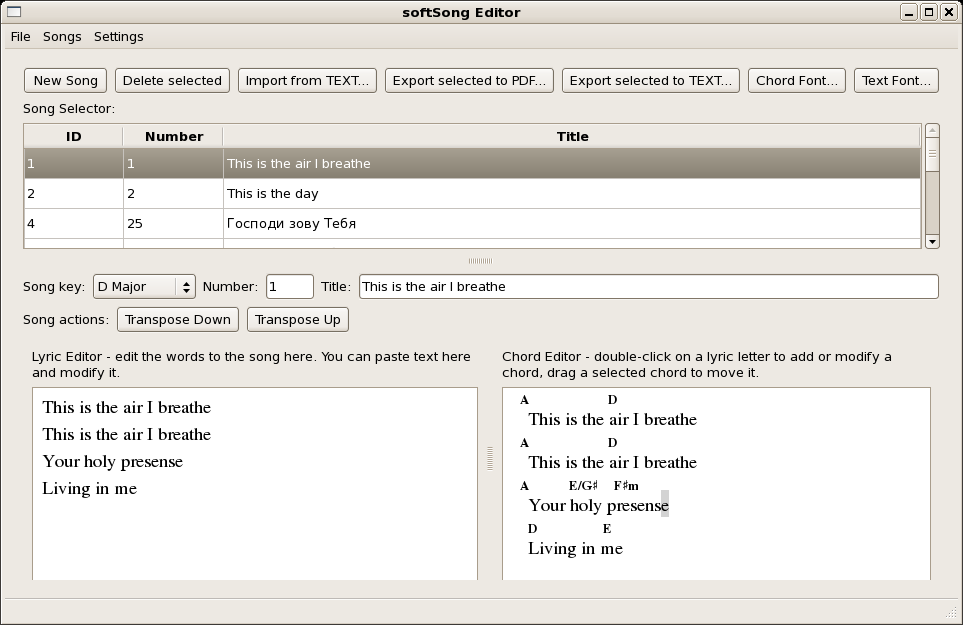 softSong Editor
File Songs Settings
New Song Delete selected Import from TEXT... Export selected to PDF... Export selected to TEXT... Chord Font... Text Font...
Song Selector:
ID Number Title
1 1 This is the air I breathe
2 2 This is the day
4 25 Господи зову Тебя
Song key: D Major Number: 1 Title: This is the air I breathe
Song actions: Transpose Down Transpose Up
Lyric Editor - edit the words to the song here. You can paste text here
and modify it.
This is the air I breathe
This is the air I breathe
Your holy presense
Living in me
Chord Editor - double-click on a lyric letter to add or modify a
chord, drag a selected chord to move it.
A D
This is the air I breathe
A D
This is the air I breathe
A E/G♯ F♯m
Your holy presense
D E
Living in me